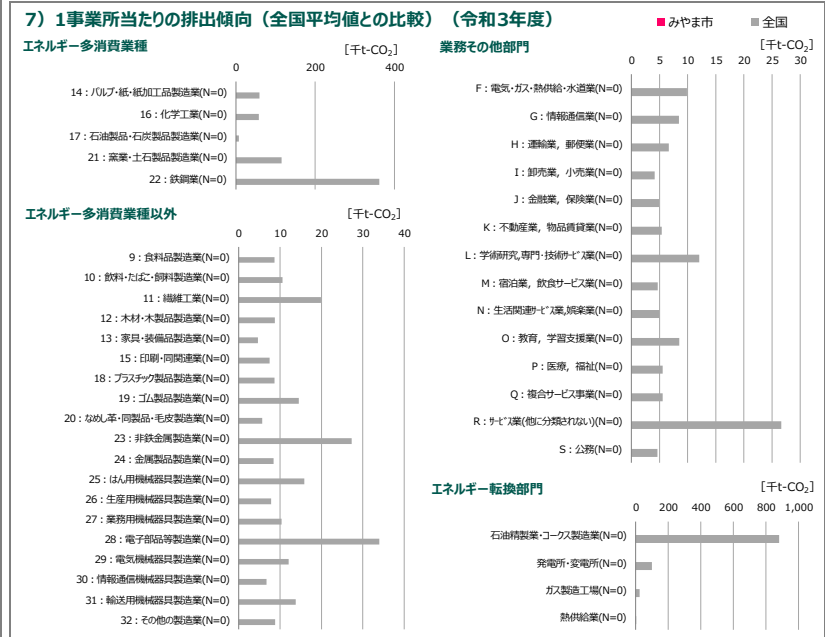 7）1事業所当たりの排出傾向（全国平均値との比較）（令和3年度）
■みやま市 ■全国
エネルギー多消費業種
[千t-CO₂]
0 200 400
14：パルプ・紙・紙加工品製造業(N=0)
16：化学工業(N=0)
17：石油製品・石炭製品製造業(N=0)
21：窯業・土石製品製造業(N=0)
22：鉄鋼業(N=0)
エネルギー多消費業種以外
[千t-CO₂]
0 10 20 30 40
9：食料品製造業(N=0)
10：飲料・たばこ・飼料製造業(N=0)
11：繊維工業(N=0)
12：木材・木製品製造業(N=0)
13：家具・装備品製造業(N=0)
15：印刷・同関連業(N=0)
18：プラスチック製品製造業(N=0)
19：ゴム製品製造業(N=0)
20：なめし革・同製品・毛皮製造業(N=0)
23：非鉄金属製造業(N=0)
24：金属製品製造業(N=0)
25：はん用機械器具製造業(N=0)
26：生産用機械器具製造業(N=0)
27：業務用機械器具製造業(N=0)
28：電子部品等製造業(N=0)
29：電気機械器具製造業(N=0)
30：情報通信機械器具製造業(N=0)
31：輸送用機械器具製造業(N=0)
32：その他の製造業(N=0)
業務その他部門
[千t-CO₂]
0 5 10 15 20 25 30
F：電気・ガス・熱供給・水道業(N=0)
G：情報通信業(N=0)
H：運輸業，郵便業(N=0)
I：卸売業，小売業(N=0)
J：金融業，保険業(N=0)
K：不動産業，物品賃貸業(N=0)
L：学術研究,専門・技術ｻｰﾋﾞｽ業(N=0)
M：宿泊業，飲食サービス業(N=0)
N：生活関連ｻｰﾋﾞｽ業,娯楽業(N=0)
O：教育，学習支援業(N=0)
P：医療，福祉(N=0)
Q：複合サービス事業(N=0)
R：ｻｰﾋﾞｽ業(他に分類されない)(N=0)
S：公務(N=0)
エネルギー転換部門
[千t-CO₂]
0 200 400 600 800 1,000
石油精製業・コークス製造業(N=0)
発電所・変電所(N=0)
ガス製造工場(N=0)
熱供給業(N=0)